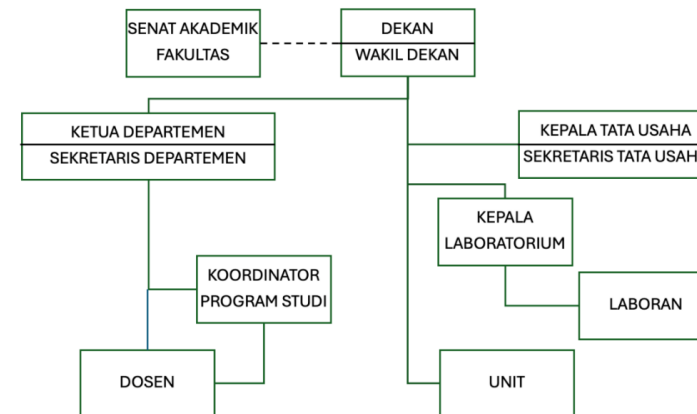 SENAT AKADEMIK
FAKULTAS
DEKAN
WAKIL DEKAN
KETUA DEPARTEMEN
SEKRETARIS DEPARTEMEN
KEPALA TATA USAHA
SEKRETARIS TATA USAH
KEPALA
LABORATORIUM
KOORDINATOR
PROGRAM STUDI
LABORAN
DOSEN
UNIT